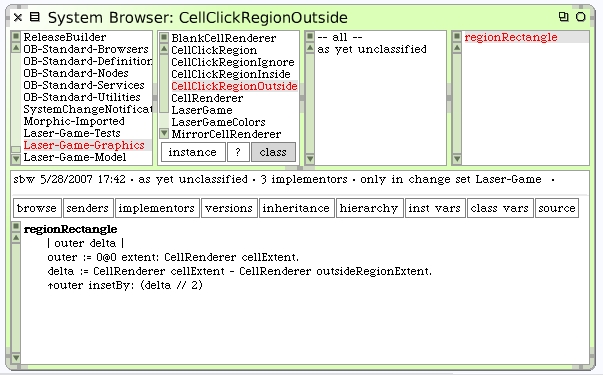 System Browser: CellClickRegionOutside
ReleaseBuilder
OB-Standard-Browsers
OB-Standard-Definition
OB-Standard-Nodes
OB-Standard-Services
OB-Standard-Utilities
SystemChangeNotificat
Morphic-Imported
Laser-Game-Tests
Laser-Game-Graphics
Laser-Game-Model
BlankCellRenderer
CellClickRegion
CellClickRegionIgnore
CellClickRegionInside
CellClickRegionOutside
CellRenderer
LaserGame
LaserGameColors
MirrorCellRenderer
instance ? class
-- all --
as yet unclassified
regionRectangle
sbw 5/28/2007 17:42 · as yet unclassified · 3 implementors · only in change set Laser-Game ·
browse senders implementors versions inheritance hierarchy inst vars class vars source
regionRectangle
| outer delta |
outer := 0@0 extent: CellRenderer cellExtent.
delta := CellRenderer cellExtent - CellRenderer outsideRegionExtent.
↑outer insetBy: (delta // 2)